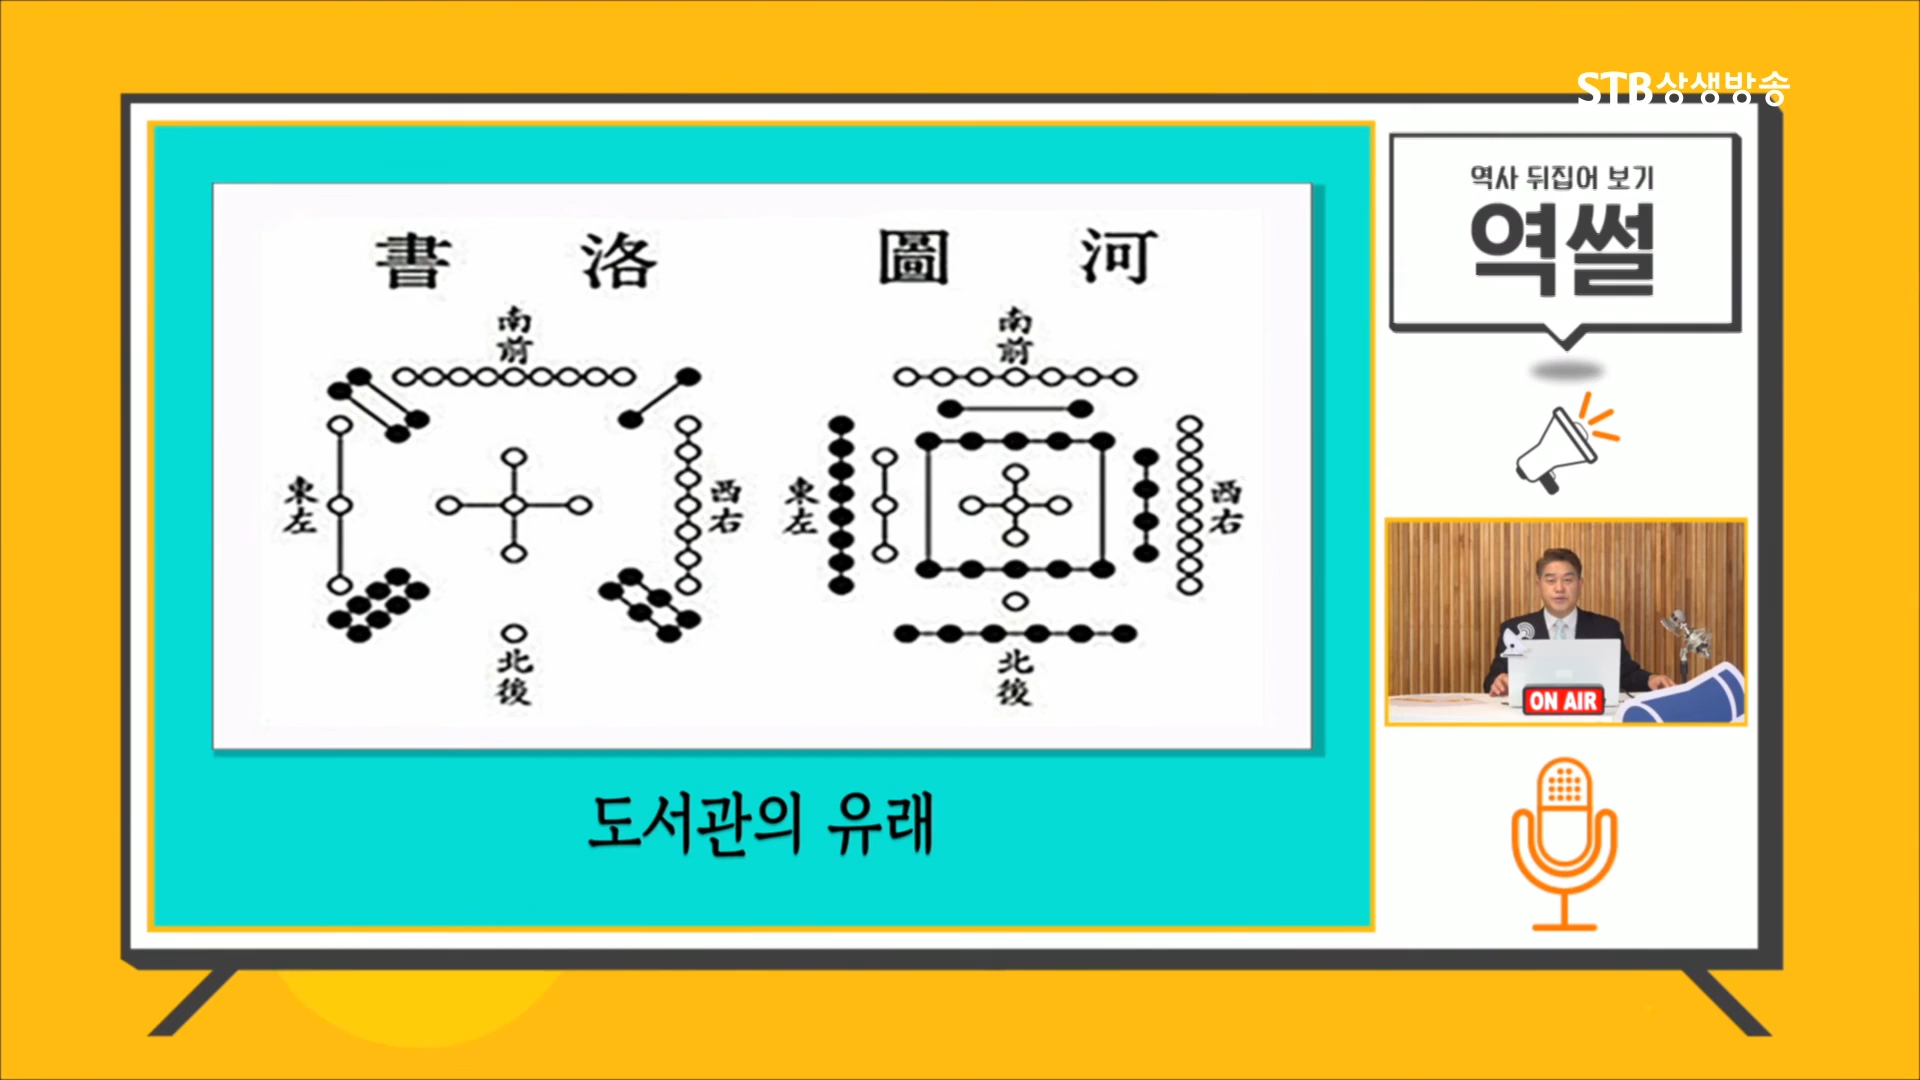 STB상생방송
역사 뒤집어 보기
역썰
書 洛 圖 河
南前
南前
東左
西右
東左
西右
北後
北後
ON AIR
도서관의 유래